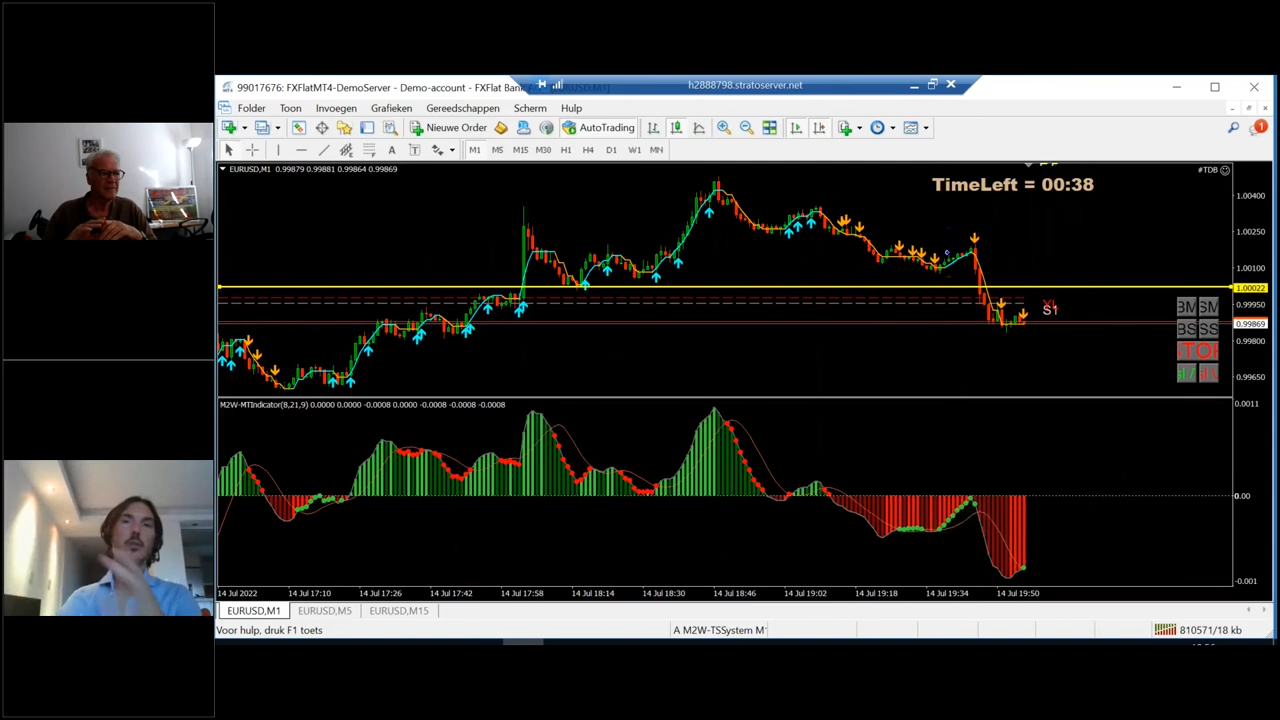 h2888798.stratoserver.net
99017676: FXFlatMT4-DemoServer - Demo-account - FXFlat Bank
Folder Toon Invoegen Grafieken Gereedschappen Scherm Hulp
Nieuwe Order AutoTrading
1
A T M1 M5 M15 M30 H1 H4 D1 W1 MN
EURUSD,M1 0.99879 0.99881 0.99864 0.99869
#TDB
TimeLeft = 00:38
1.00400
1.00250
1.00100
1.00022
0.99950
S1
0.99869
0.99800
0.99650
BM SM
BS SS
STOP
M2W-MTIndicator(8,21,9) 0.0000 0.0000 -0.0008 0.0000 -0.0008 -0.0008 -0.0008
0.0011
0.00
-0.001
14 Jul 2022 14 Jul 17:10 14 Jul 17:26 14 Jul 17:42 14 Jul 17:58 14 Jul 18:14 14 Jul 18:30 14 Jul 18:46 14 Jul 19:02 14 Jul 19:18 14 Jul 19:34 14 Jul 19:50
EURUSD,M1 EURUSD,M5 EURUSD,M15
Voor hulp, druk F1 toets A M2W-TSSystem M1 810571/18 kb